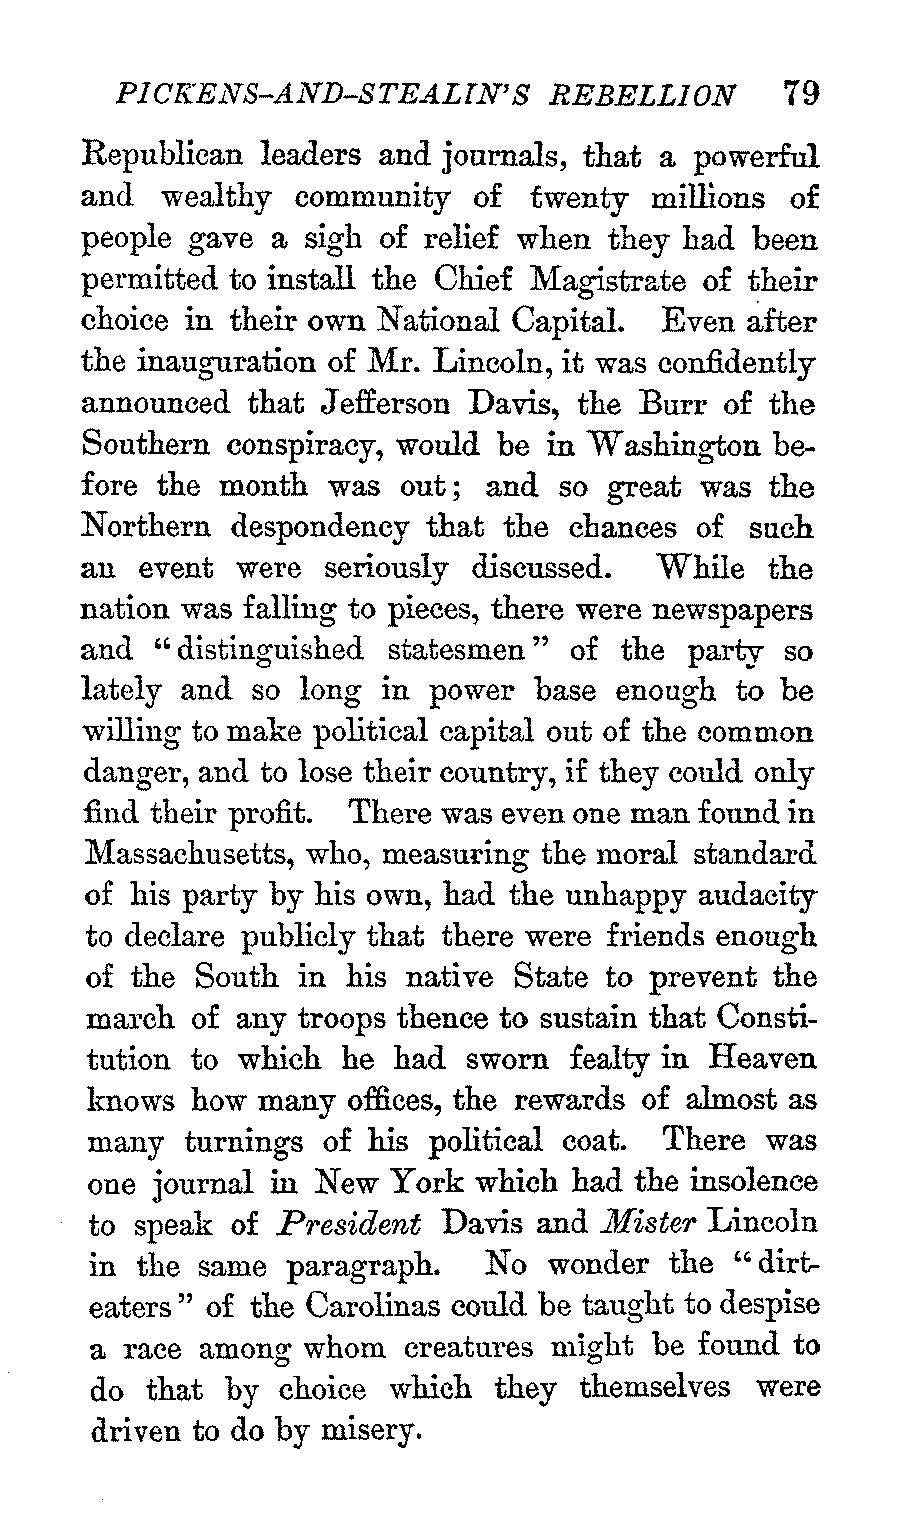 PICKENS-AND-STEALIN'S REBELLION 79
Republican leaders and journals, that a powerful
and wealthy community of twenty millions of
people gave a sigh of relief when they had been
permitted to install the Chief Magistrate of their
choice in their own National Capital. Even after
the inauguration of Mr. Lincoln, it was confidently
announced that Jefferson Davis, the Burr of the
Southern conspiracy, would be in Washington be-
fore the month was out; and so great was the
Northern despondency that the chances of such
an event were seriously discussed. While the
nation was falling to pieces, there were newspapers
and "distinguished statesmen" of the party so
lately and so long in power base enough to be
willing to make political capital out of the common
danger, and to lose their country, if they could only
find their profit. There was even one man found in
Massachusetts, who, measuring the moral standard
of his party by his own, had the unhappy audacity
to declare publicly that there were friends enough
of the South in his native State to prevent the
march of any troops thence to sustain that Consti-
tution to which he had sworn fealty in Heaven
knows how many offices, the rewards of almost as
many turnings of his political coat. There was
one journal in New York which had the insolence
to speak of President Davis and Mister Lincoln
in the same paragraph. No wonder the "dirt-
eaters" of the Carolinas could be taught to despise
a race among whom creatures might be found to
do that by choice which they themselves were
driven to do by misery.